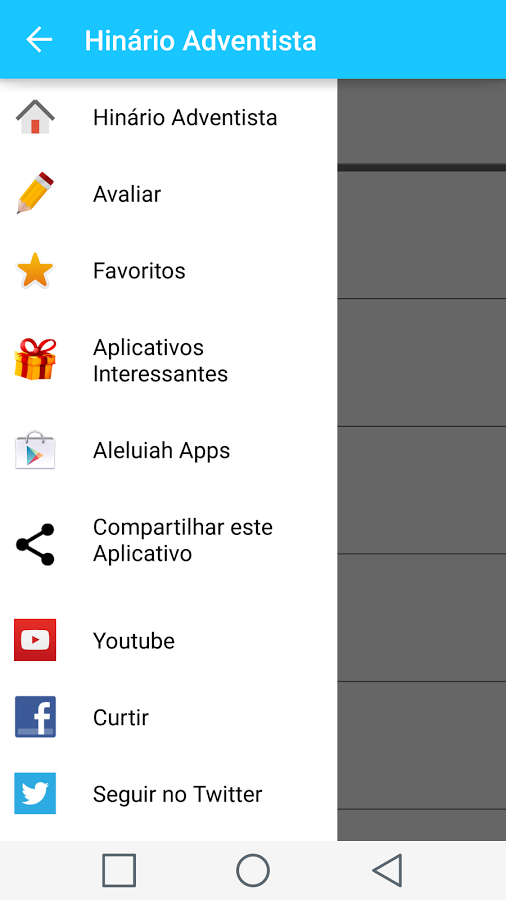 Hinário Adventista
Hinário Adventista
Avaliar
Favoritos
Aplicativos
Interessantes
Aleluiah Apps
Compartilhar este
Aplicativo
Youtube
Curtir
Seguir no Twitter